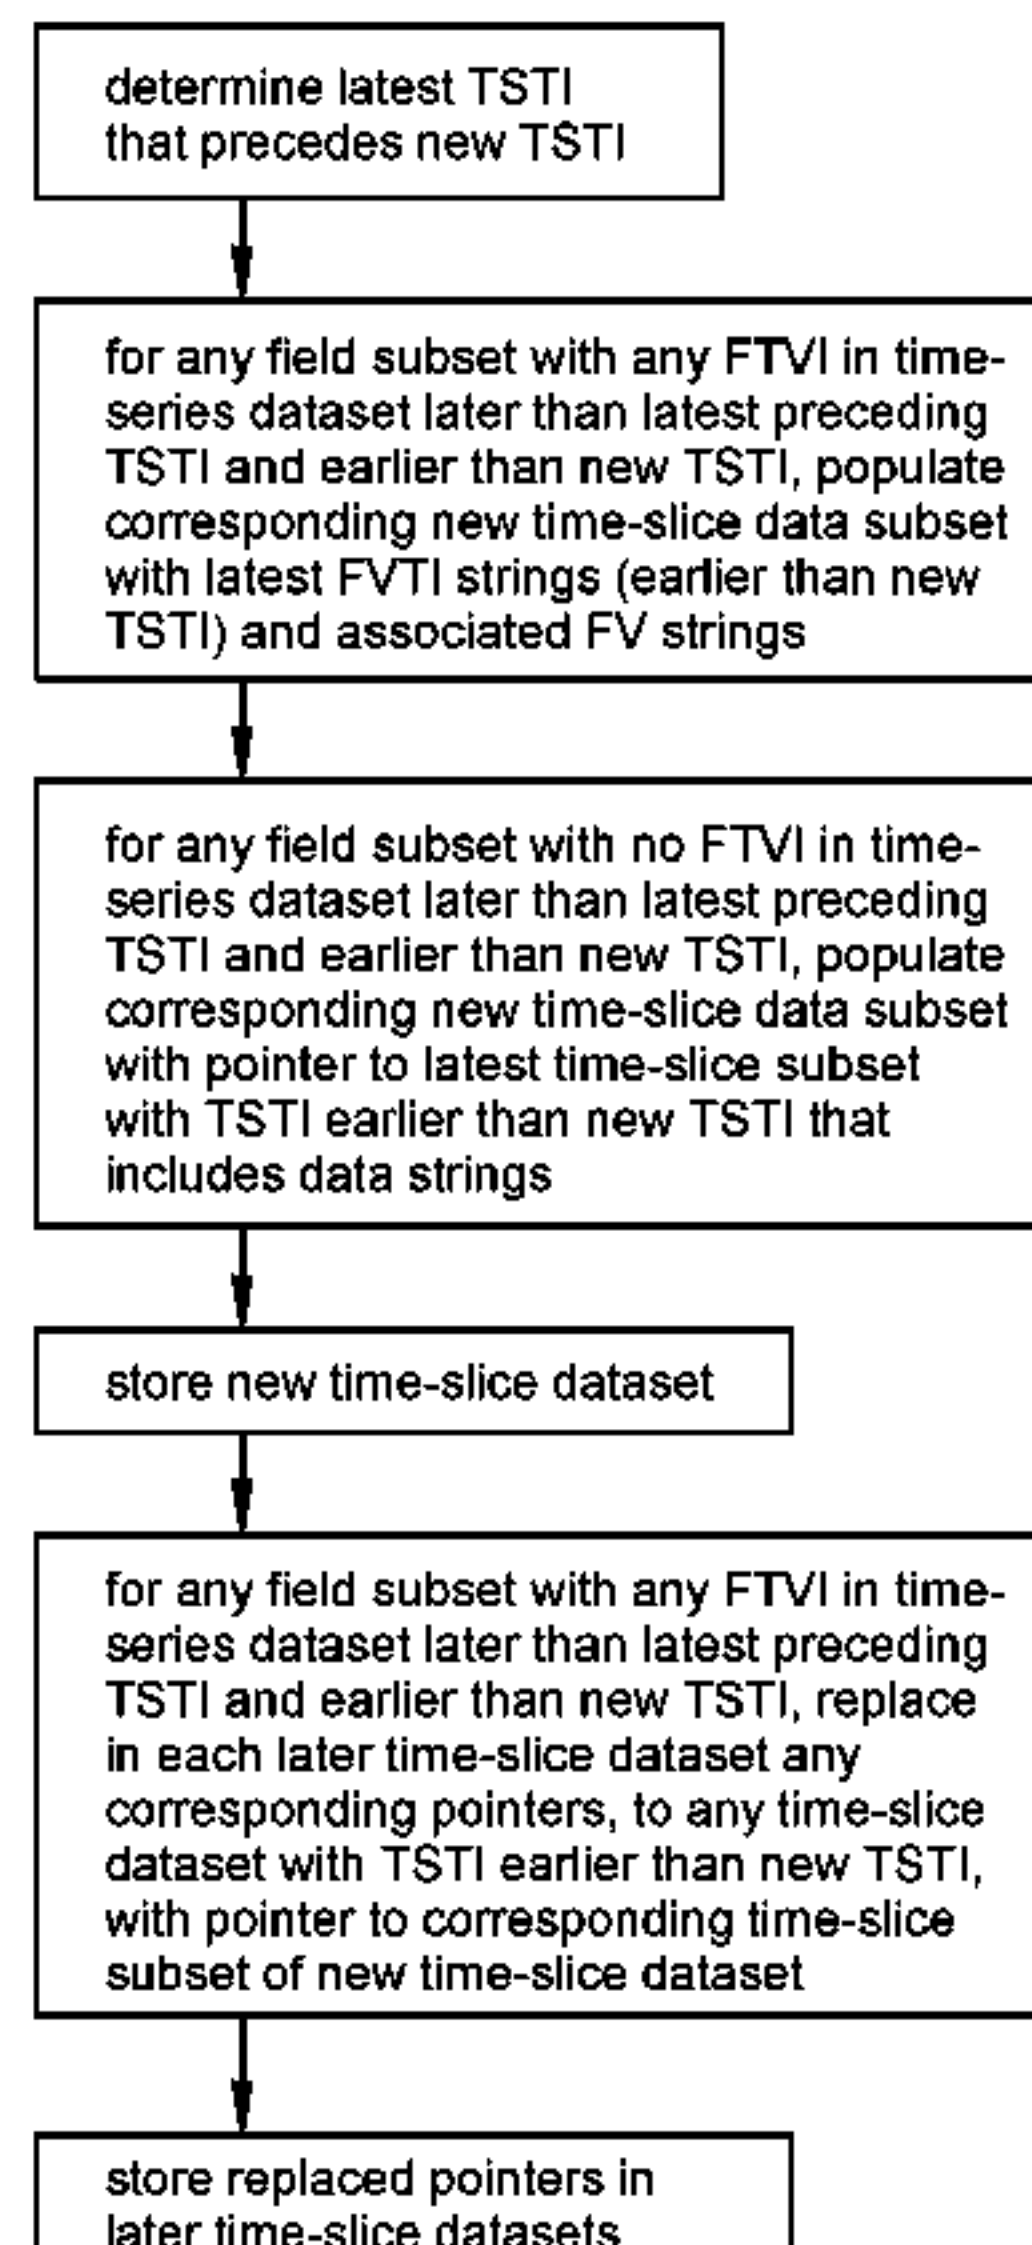 determine latest TSTI
that precedes new TSTI
for any field subset with any FTVI in time-
series dataset later than latest preceding
TSTI and earlier than new TSTI, populate
corresponding new time-slice data subset
with latest FVTI strings (earlier than new
TSTI) and associated FV strings
for any field subset with no FTVI in time-
series dataset later than latest preceding
TSTI and earlier than new TSTI, populate
corresponding new time-slice data subset
with pointer to latest time-slice subset
with TSTI earlier than new TSTI that
includes data strings
store new time-slice dataset
for any field subset with any FTVI in time-
series dataset later than latest preceding
TSTI and earlier than new TSTI, replace
in each later time-slice dataset any
corresponding pointers, to any time-slice
dataset with TSTI earlier than new TSTI,
with pointer to corresponding time-slice
subset of new time-slice dataset
store replaced pointers in
later time-slice datasets